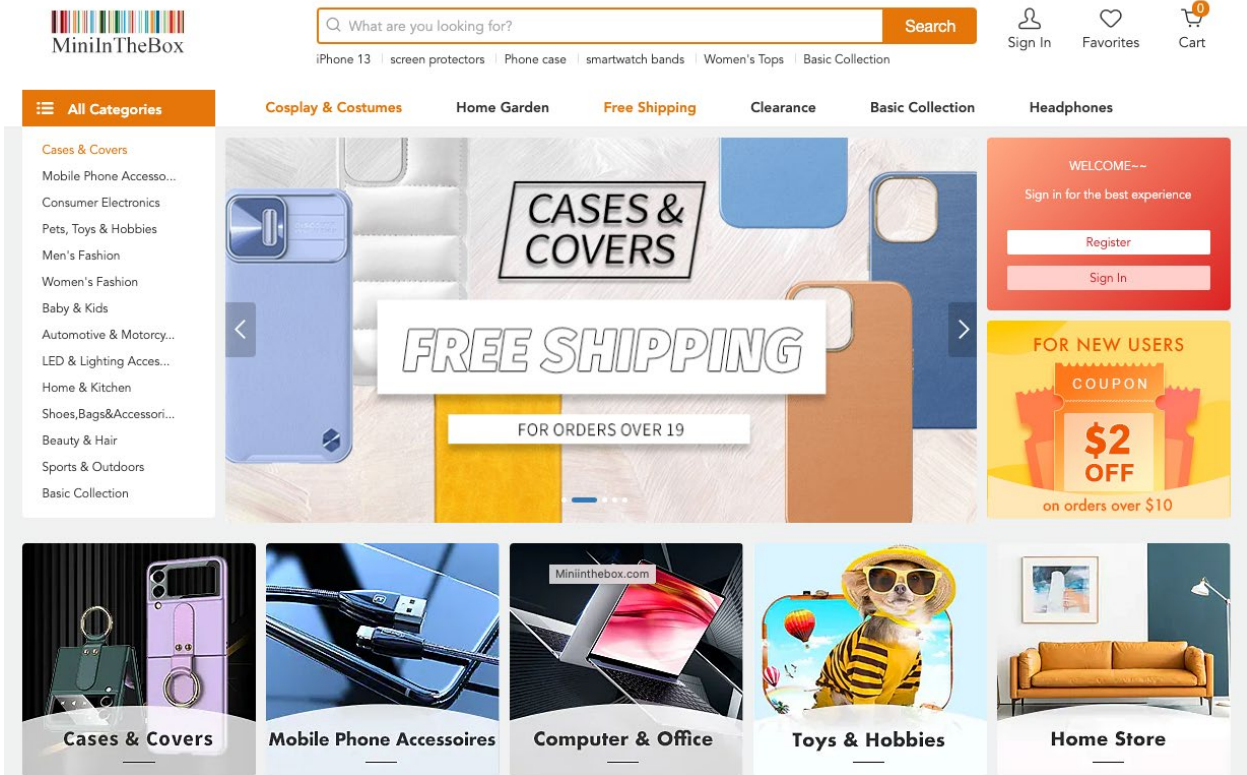 MiniInTheBox
What are you looking for?
Search
Sign In
Favorites
0
Cart
iPhone 13
screen protectors
Phone case
smartwatch bands
Women's Tops
Basic Collection
All Categories
Cosplay & Costumes
Home Garden
Free Shipping
Clearance
Basic Collection
Headphones
Cases & Covers
Mobile Phone Accesso...
Consumer Electronics
Pets, Toys & Hobbies
Men's Fashion
Women's Fashion
Baby & Kids
Automotive & Motorcy...
LED & Lighting Acces...
Home & Kitchen
Shoes,Bags&Accessori...
Beauty & Hair
Sports & Outdoors
Basic Collection
CASES &
COVERS
FREE SHIPPING
FOR ORDERS OVER 19
WELCOME~~
Sign in for the best experience
Register
Sign In
FOR NEW USERS
COUPON
$2
OFF
on orders over $10
Cases & Covers
Mobile Phone Accessoires
Miniinthebox.com
Computer & Office
Toys & Hobbies
Home Store